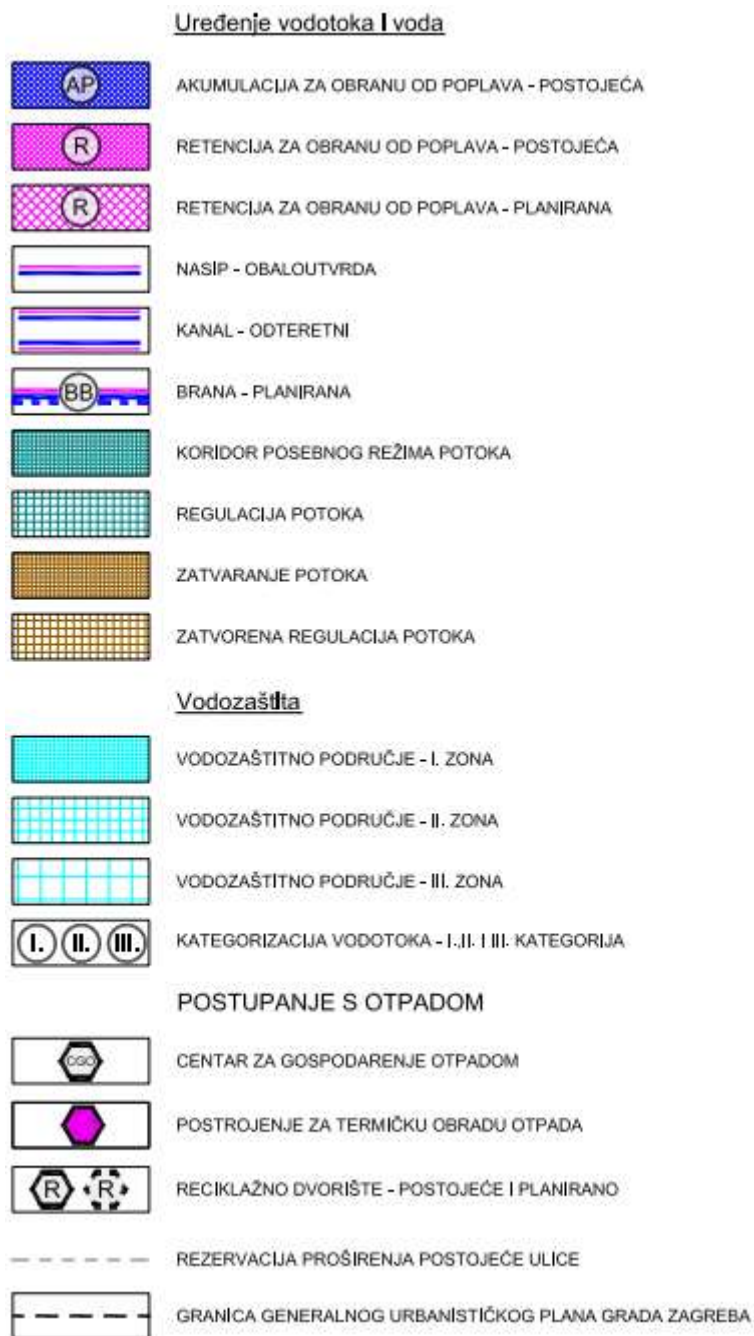 Uređenje vodotoka I voda
AP AKUMULACIJA ZA OBRANU OD POPLAVA - POSTOJEĆA
R RETENCIJA ZA OBRANU OD POPLAVA - POSTOJEĆA
R RETENCIJA ZA OBRANU OD POPLAVA - PLANIRANA
NASIP - OBALOUTVRDA
KANAL - ODTERETNI
BB BRANA - PLANIRANA
KORIDOR POSEBNOG REŽIMA POTOKA
REGULACIJA POTOKA
ZATVARANJE POTOKA
ZATVORENA REGULACIJA POTOKA
Vodozaštita
VODOZAŠTITNO PODRUČJE - I. ZONA
VODOZAŠTITNO PODRUČJE - II. ZONA
VODOZAŠTITNO PODRUČJE - III. ZONA
I. II. III. KATEGORIZACIJA VODOTOKA - I.,II. I III. KATEGORIJA
POSTUPANJE S OTPADOM
CGO CENTAR ZA GOSPODARENJE OTPADOM
POSTROJENJE ZA TERMIČKU OBRADU OTPADA
R R RECIKLAŽNO DVORIŠTE - POSTOJEĆE I PLANIRANO
REZERVACIJA PROŠIRENJA POSTOJEĆE ULICE
GRANICA GENERALNOG URBANISTIČKOG PLANA GRADA ZAGREBA